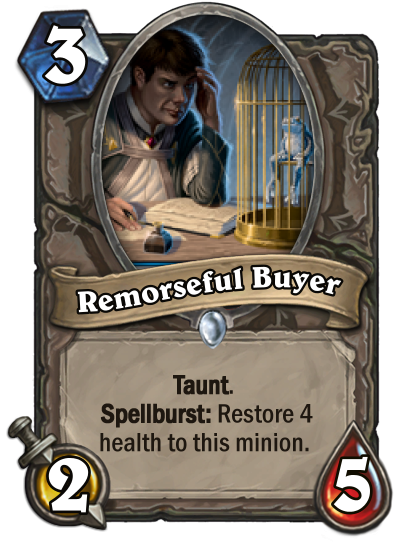 3
Remorseful Buyer
Taunt.
Spellburst: Restore 4
health to this minion.
2
5